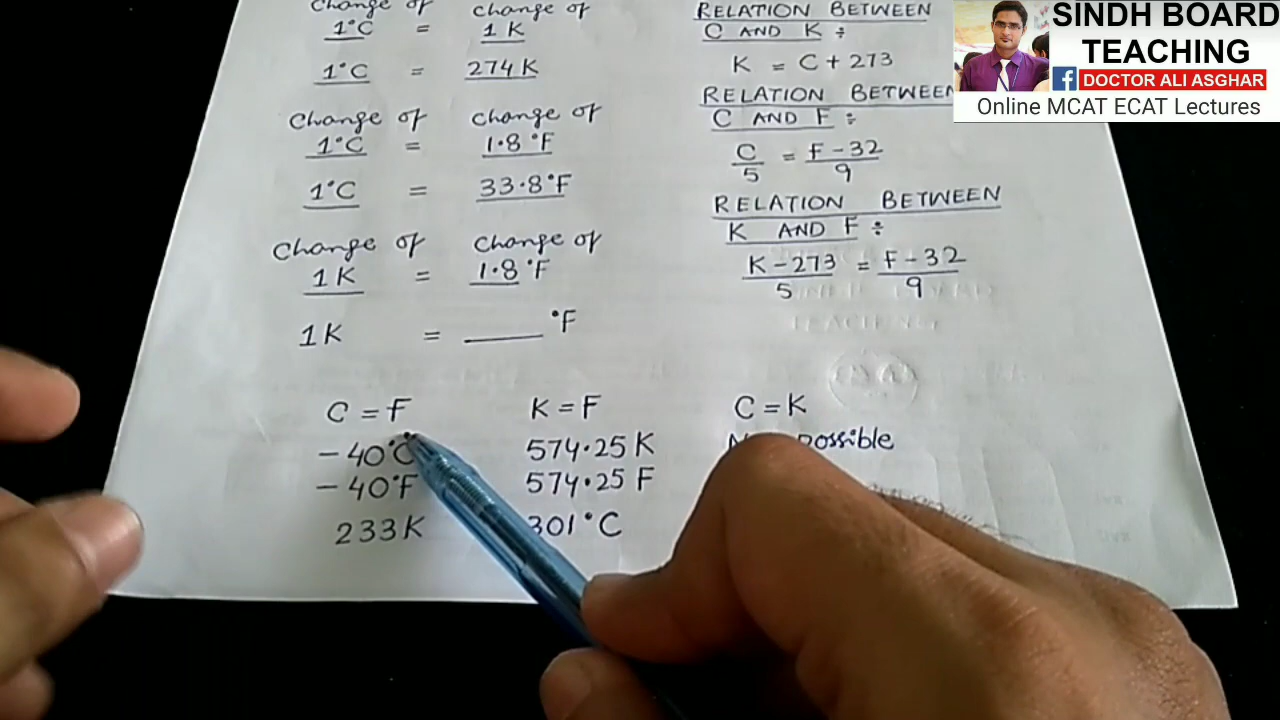 Change of change of
1°C = 1 K
1°C = 274 K
Change of change of
1°C = 1.8°F
1°C = 33.8°F
Change of change of
1 K = 1.8 °F
1 K = ____ °F
RELATION BETWEEN
C AND K :
K = C + 273
RELATION BETWEEN
C AND F :
C/5 = F - 32/9
RELATION BETWEEN
K AND F :
K - 273/5 = F - 32/9
C = F
- 40°C
- 40°F
233 K
K = F
574.25 K
574.25 F
301°C
C = K
possible
SINDH BOARD
TEACHING
f DOCTOR ALI ASGHAR
Online MCAT ECAT Lectures